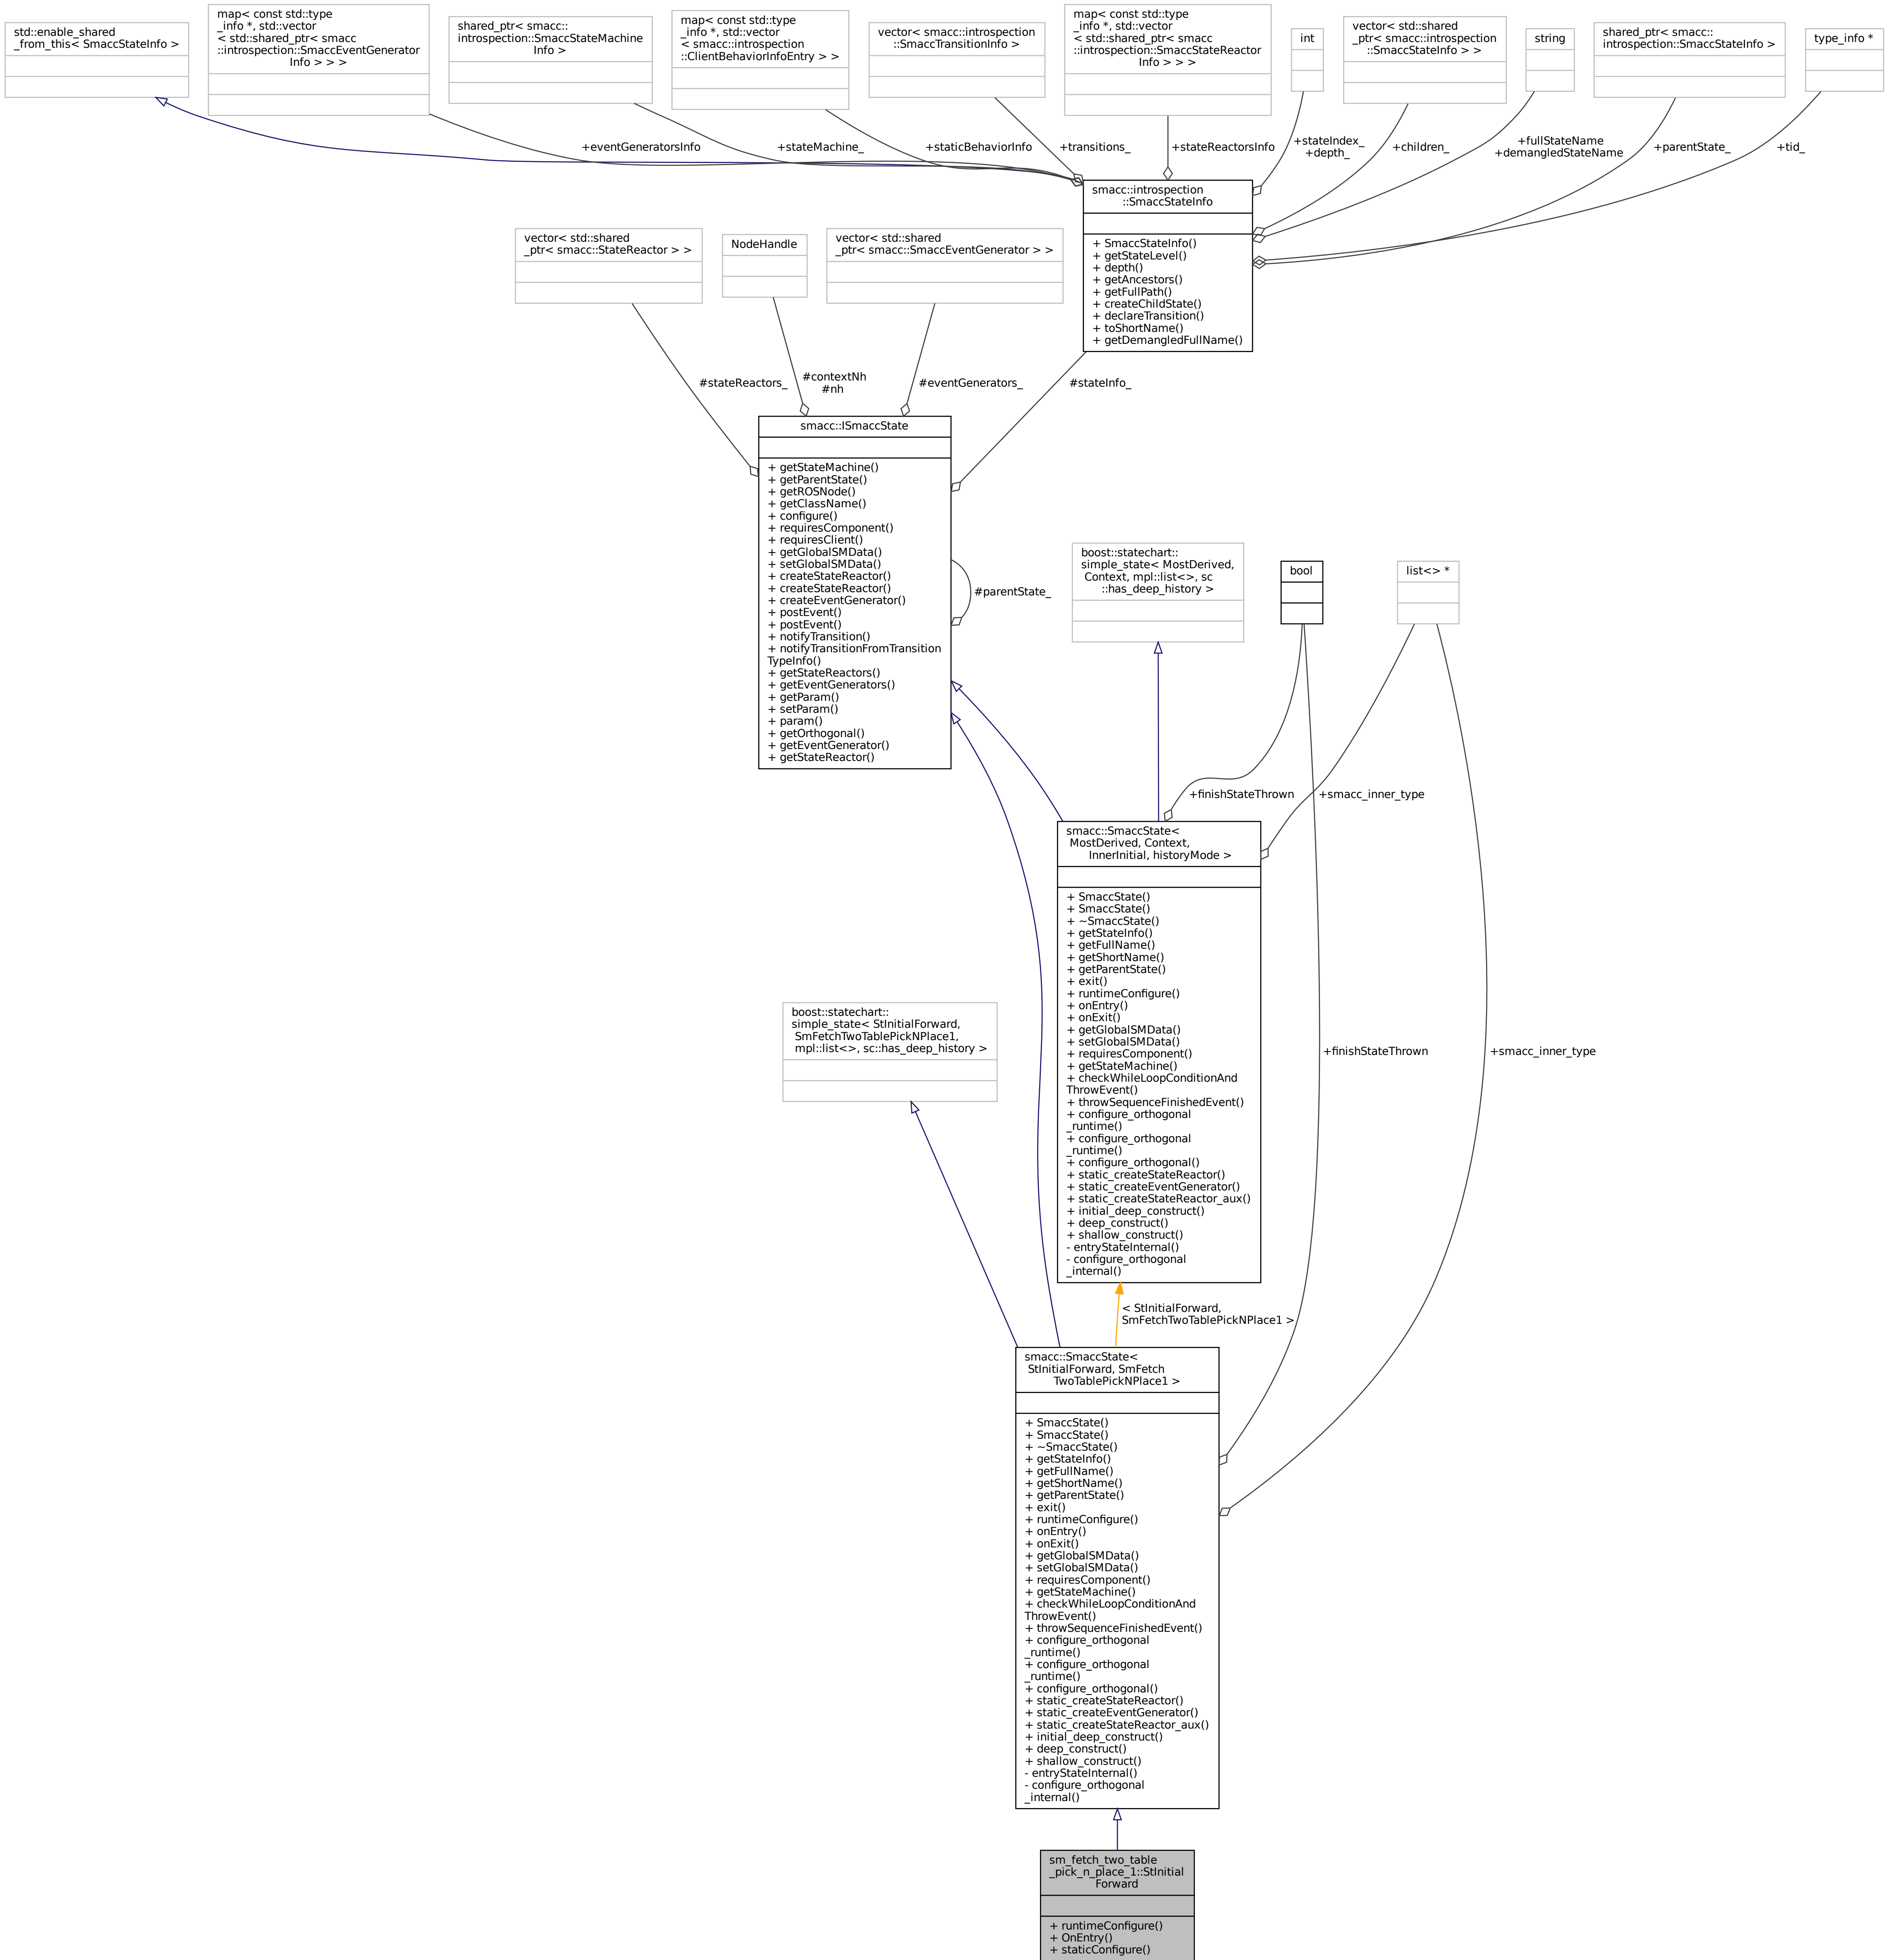 std::enable_shared
_from_this< SmaccStateInfo >
map< const std::type
_info *, std::vector
< std::shared_ptr< smacc
::introspection::SmaccEventGenerator
Info > > >
shared_ptr< smacc::
introspection::SmaccStateMachine
Info >
map< const std::type
_info *, std::vector
< smacc::introspection
::ClientBehaviorInfoEntry > >
vector< smacc::introspection
::SmaccTransitionInfo >
map< const std::type
_info *, std::vector
< std::shared_ptr< smacc
::introspection::SmaccStateReactor
Info > > >
int
vector< std::shared
_ptr< smacc::introspection
::SmaccStateInfo > >
string
shared_ptr< smacc::
introspection::SmaccStateInfo >
type_info *
+eventGeneratorsInfo
+stateMachine_
+staticBehaviorInfo
+transitions_
+stateReactorsInfo
+stateIndex_
+depth_
+children_
+fullStateName
+demangledStateName
+parentState_
+tid_
smacc::introspection
::SmaccStateInfo
+ SmaccStateInfo()
+ getStateLevel()
+ depth()
+ getAncestors()
+ getFullPath()
+ createChildState()
+ declareTransition()
+ toShortName()
+ getDemangledFullName()
vector< std::shared
_ptr< smacc::StateReactor > >
NodeHandle
vector< std::shared
_ptr< smacc::SmaccEventGenerator > >
#stateReactors_
#contextNh
#nh
#eventGenerators_
#stateInfo_
smacc::ISmaccState
+ getStateMachine()
+ getParentState()
+ getROSNode()
+ getClassName()
+ configure()
+ requiresComponent()
+ requiresClient()
+ getGlobalSMData()
+ setGlobalSMData()
+ createStateReactor()
+ createStateReactor()
+ createEventGenerator()
+ postEvent()
+ postEvent()
+ notifyTransition()
+ notifyTransitionFromTransition
TypeInfo()
+ getStateReactors()
+ getEventGenerators()
+ getParam()
+ setParam()
+ param()
+ getOrthogonal()
+ getEventGenerator()
+ getStateReactor()
#parentState_
boost::statechart::
simple_state< MostDerived,
Context, mpl::list<>, sc
::has_deep_history >
bool
list<> *
+finishStateThrown
+smacc_inner_type
smacc::SmaccState<
MostDerived, Context,
InnerInitial, historyMode >
+ SmaccState()
+ SmaccState()
+ ~SmaccState()
+ getStateInfo()
+ getFullName()
+ getShortName()
+ getParentState()
+ exit()
+ runtimeConfigure()
+ onEntry()
+ onExit()
+ getGlobalSMData()
+ setGlobalSMData()
+ requiresComponent()
+ getStateMachine()
+ checkWhileLoopConditionAnd
ThrowEvent()
+ throwSequenceFinishedEvent()
+ configure_orthogonal
_runtime()
+ configure_orthogonal
_runtime()
+ configure_orthogonal()
+ static_createStateReactor()
+ static_createEventGenerator()
+ static_createStateReactor_aux()
+ initial_deep_construct()
+ deep_construct()
+ shallow_construct()
- entryStateInternal()
- configure_orthogonal
_internal()
boost::statechart::
simple_state< StInitialForward,
SmFetchTwoTablePickNPlace1,
mpl::list<>, sc::has_deep_history >
+finishStateThrown
+smacc_inner_type
< StInitialForward,
SmFetchTwoTablePickNPlace1 >
smacc::SmaccState<
StInitialForward, SmFetch
TwoTablePickNPlace1 >
+ SmaccState()
+ SmaccState()
+ ~SmaccState()
+ getStateInfo()
+ getFullName()
+ getShortName()
+ getParentState()
+ exit()
+ runtimeConfigure()
+ onEntry()
+ onExit()
+ getGlobalSMData()
+ setGlobalSMData()
+ requiresComponent()
+ getStateMachine()
+ checkWhileLoopConditionAnd
ThrowEvent()
+ throwSequenceFinishedEvent()
+ configure_orthogonal
_runtime()
+ configure_orthogonal
_runtime()
+ configure_orthogonal()
+ static_createStateReactor()
+ static_createEventGenerator()
+ static_createStateReactor_aux()
+ initial_deep_construct()
+ deep_construct()
+ shallow_construct()
- entryStateInternal()
- configure_orthogonal
_internal()
sm_fetch_two_table
_pick_n_place_1::StInitial
Forward
+ runtimeConfigure()
+ OnEntry()
+ staticConfigure()